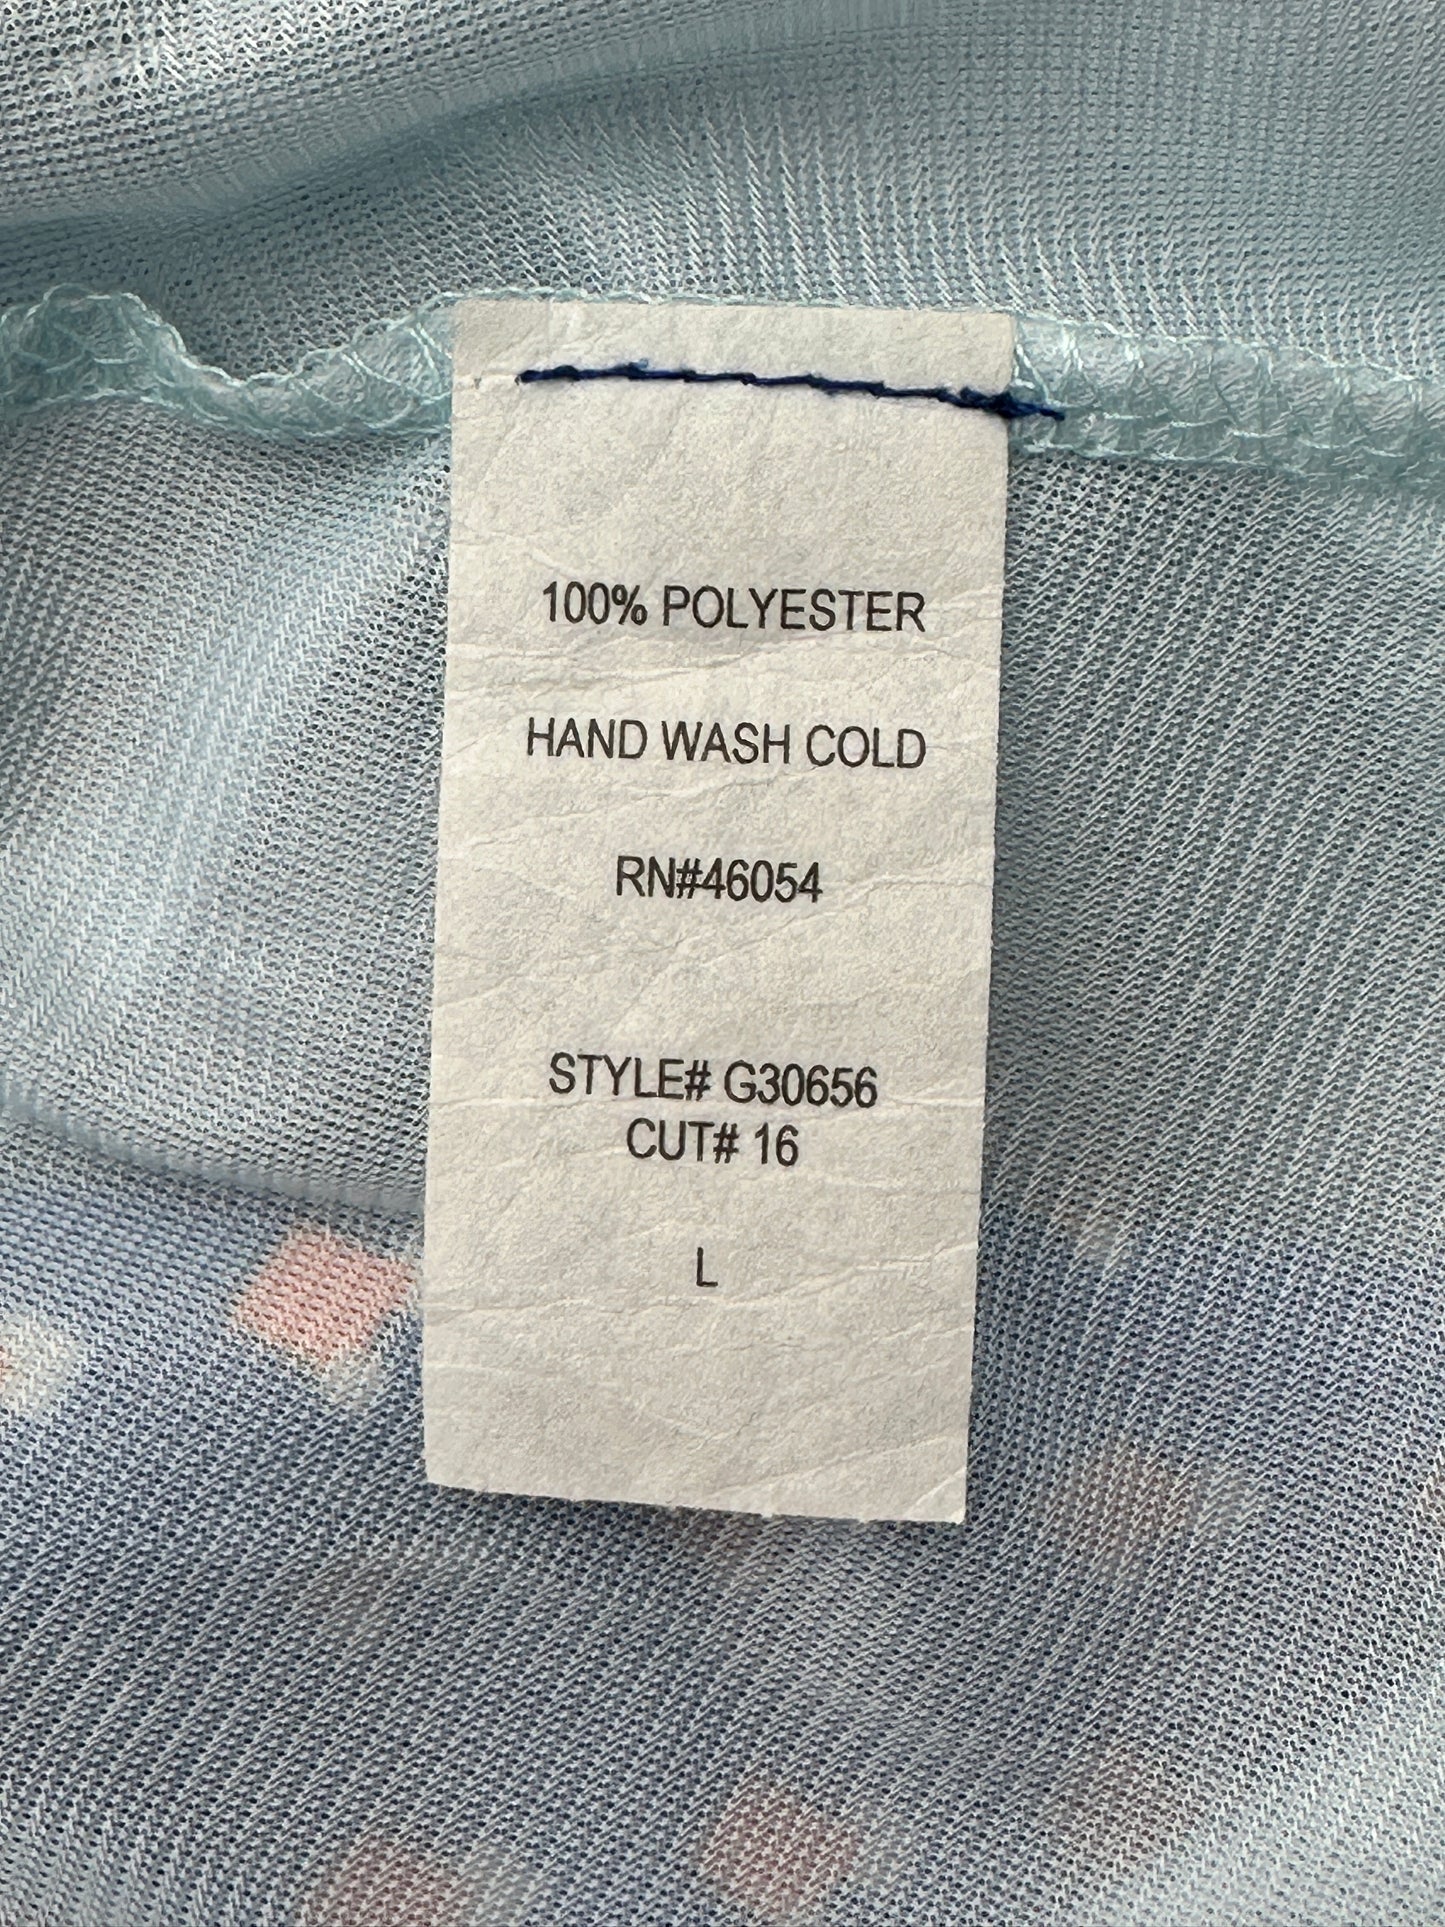 100% POLYESTER
HAND WASH COLD
RN#46054
STYLE# G30656
CUT# 16
L